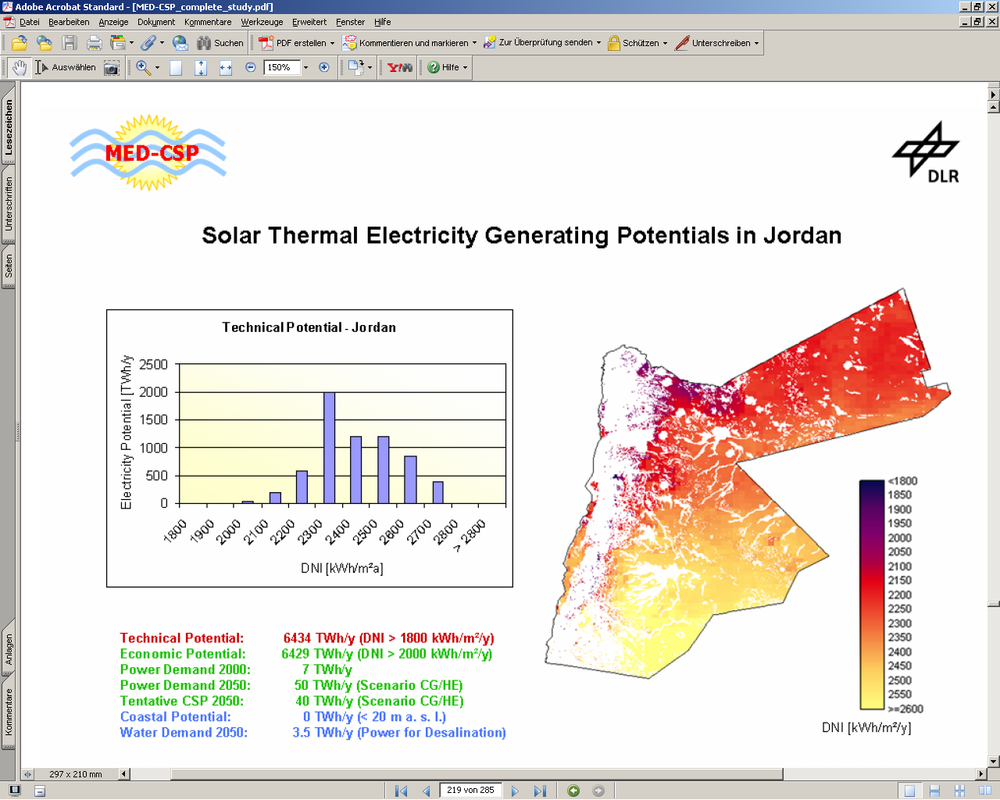 Adobe Acrobat Standard - [MED-CSP_complete_study.pdf]
Datei Bearbeiten Anzeige Dokument Kommentare Werkzeuge Erweitert Fenster Hilfe
Suchen PDF erstellen Kommentieren und markieren Zur Überprüfung senden Schützen Unterschreiben
Auswählen 150% Y! Hilfe
Lesezeichen
Unterschriften
Seiten
Anlagen
Kommentare
MED-CSP
DLR
Solar Thermal Electricity Generating Potentials in Jordan
Technical Potential - Jordan
Electricity Potential [TWh/y
2500
2000
1500
1000
500
0
1800 1900 2000 2100 2200 2300 2400 2500 2600 2700 2800 > 2800
DNI [kWh/m²a]
Technical Potential: 6434 TWh/y (DNI > 1800 kWh/m²/y)
Economic Potential: 6429 TWh/y (DNI > 2000 kWh/m²/y)
Power Demand 2000: 7 TWh/y
Power Demand 2050: 50 TWh/y (Scenario CG/HE)
Tentative CSP 2050: 40 TWh/y (Scenario CG/HE)
Coastal Potential: 0 TWh/y (< 20 m a. s. l.)
Water Demand 2050: 3.5 TWh/y (Power for Desalination)
<1800
1850
1900
1950
2000
2050
2100
2150
2200
2250
2300
2350
2400
2450
2500
2550
>=2600
DNI [kWh/m²/y]
297 x 210 mm
219 von 285